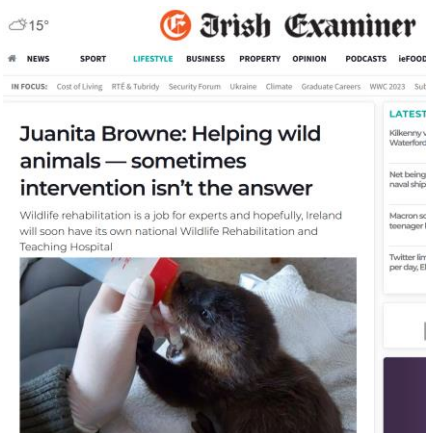 15°
Irish Examiner
NEWS SPORT LIFESTYLE BUSINESS PROPERTY OPINION PODCASTS ieFOOD
IN FOCUS: Cost of Living RTÉ & Tubridy Security Forum Ukraine Climate Graduate Careers WWC 2023 Sub
LATEST
Juanita Browne: Helping wild
animals — sometimes
intervention isn't the answer
Wildlife rehabilitation is a job for experts and hopefully, Ireland
will soon have its own national Wildlife Rehabilitation and
Teaching Hospital
Kilkenny v
Waterford
Net being
naval ship
Macron sc
teenager
Twitter lim
per day, El